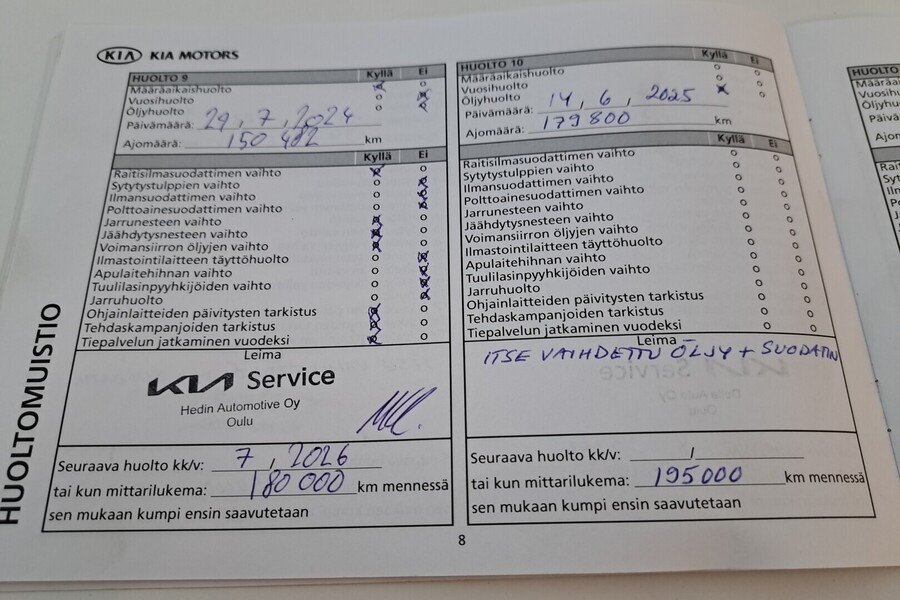 KIA KIA MOTORS
HUOLTO 9 Kyllä Ei
Määräaikaishuolto
Vuosihuolto
Öljyhuolto
Päivämäärä: 29, 7, 2024
Ajomäärä: 150 482 km
Kyllä Ei
Raitisilmasuodattimen vaihto
Sytytystulppien vaihto
Ilmansuodattimen vaihto
Polttoainesuodattimen vaihto
Jarrunesteen vaihto
Jäähdytysnesteen vaihto
Voimansiirron öljyjen vaihto
Ilmastointilaitteen täyttöhuolto
Apulaitehihnan vaihto
Tuulilasinpyyhkijöiden vaihto
Jarruhuolto
Ohjainlaitteiden päivitysten tarkistus
Tehdaskampanjoiden tarkistus
Tiepalvelun jatkaminen vuodeksi
Leima
KIA Service
Hedin Automotive Oy
Oulu
Seuraava huolto kk/v: 7, 2026
tai kun mittarilukema: 180 000 km mennessä
sen mukaan kumpi ensin saavutetaan
HUOLTO 10 Kyllä Ei
Määräaikaishuolto
Vuosihuolto
Öljyhuolto
Päivämäärä: 14, 6, 2025
Ajomäärä: 179800 km
Kyllä Ei
Raitisilmasuodattimen vaihto
Sytytystulppien vaihto
Ilmansuodattimen vaihto
Polttoainesuodattimen vaihto
Jarrunesteen vaihto
Jäähdytysnesteen vaihto
Voimansiirron öljyjen vaihto
Ilmastointilaitteen täyttöhuolto
Apulaitehihnan vaihto
Tuulilasinpyyhkijöiden vaihto
Jarruhuolto
Ohjainlaitteiden päivitysten tarkistus
Tehdaskampanjoiden tarkistus
Tiepalvelun jatkaminen vuodeksi
Leima
ITSE VAIHDETTU ÖLJY + SUODATIN
Seuraava huolto kk/v: /
tai kun mittarilukema: 195000 km mennessä
sen mukaan kumpi ensin saavutetaan
8
HUOLTOMUISTIO
HUOLTO
Vuosih
Öljyhu
Päivä
Ajom